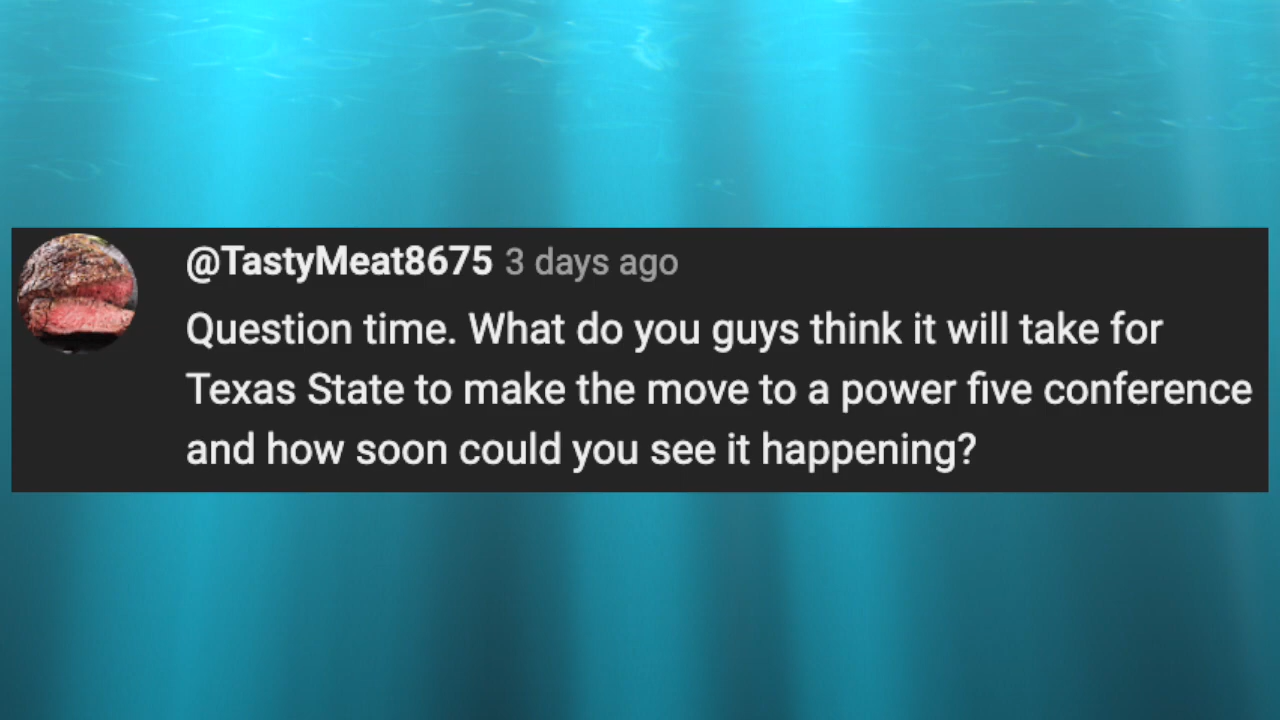 @TastyMeat8675 3 days ago
Question time. What do you guys think it will take for
Texas State to make the move to a power five conference
and how soon could you see it happening?